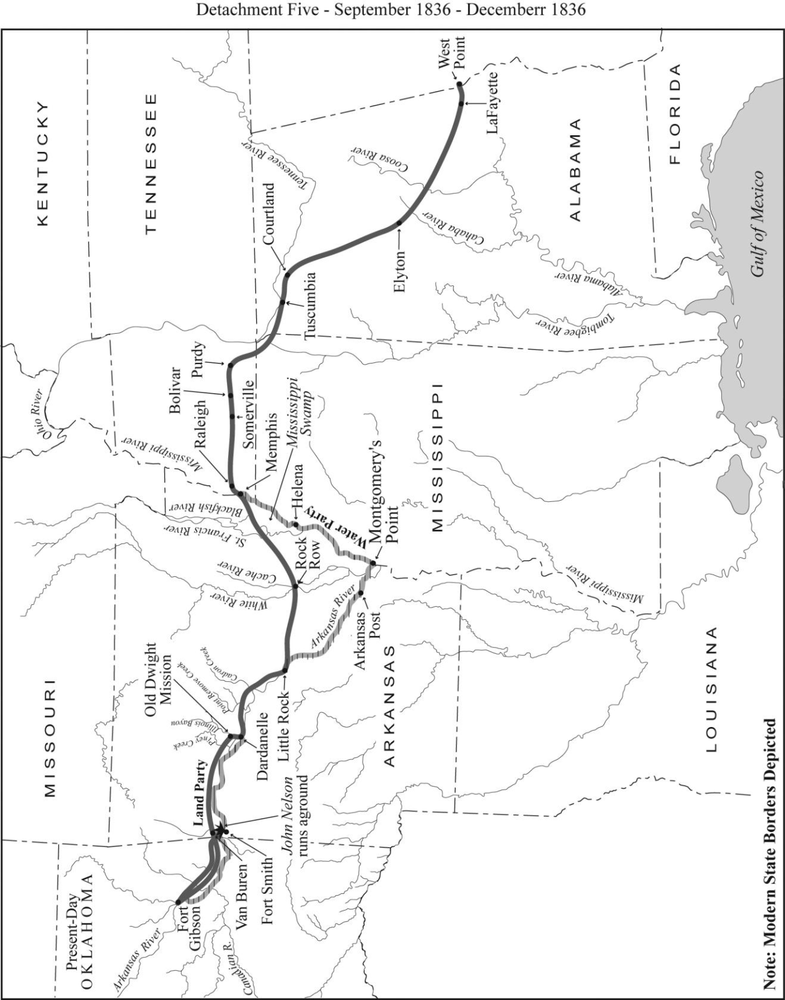 Detachment Five - September 1836 - Decemberr 1836
Present-Day
OKLAHOMA
MISSOURI
KENTUCKY
TENNESSEE
ARKANSAS
MISSISSIPPI
ALABAMA
LOUISIANA
FLORIDA
Gulf of Mexico
West
Point
LaFayette
Elyton
Courtland
Tuscumbia
Purdy
Bolivar
Somerville
Raleigh
Memphis
Mississippi
Swamp
Helena
Water Party
Montgomery's
Point
Rock
Row
Arkansas
Post
Little Rock
Old Dwight
Mission
Dardanelle
Land Party
John Nelson
runs aground
Van Buren
Fort Smith
Fort
Gibson
Arkansas River
Canadian R.
Piney Creek
Illinois Bayou
Point Remove Creek
Cadron Creek
Arkansas River
White River
Cache River
St. Francis River
Blackfish River
Mississippi River
Ohio River
Tennessee River
Coosa River
Cahaba River
Alabama River
Tombigbee River
Mississippi River
Note: Modern State Borders Depicted